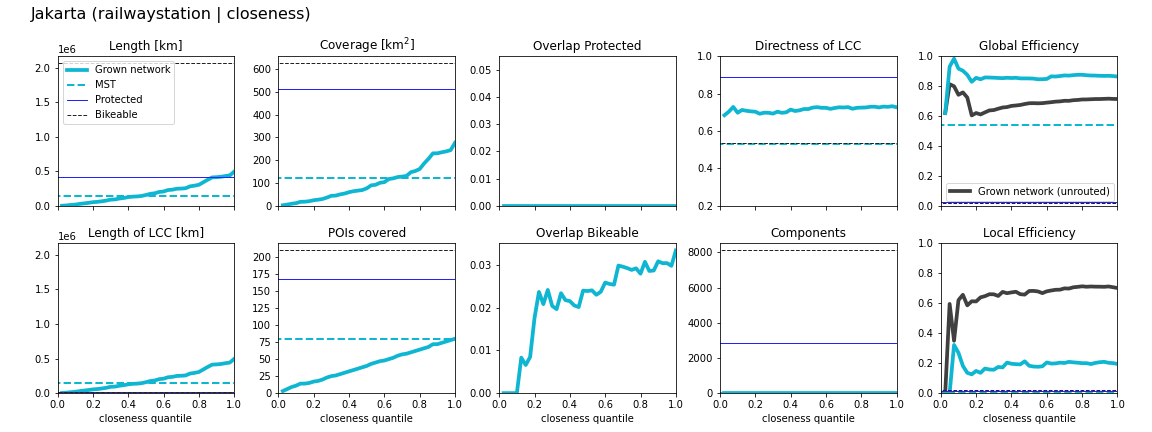 Jakarta (railwaystation | closeness)
Length [km]
1e6
2.0
1.5
1.0
0.5
0.0
Grown network
MST
Protected
Bikeable
Coverage [km²]
600
500
400
300
200
100
0
Overlap Protected
0.05
0.04
0.03
0.02
0.01
0.00
Directness of LCC
1.0
0.8
0.6
0.4
0.2
Global Efficiency
1.0
0.8
0.6
0.4
0.2
0.0
Grown network (unrouted)
Length of LCC [km]
1e6
2.0
1.5
1.0
0.5
0.0
0.0 0.2 0.4 0.6 0.8 1.0
closeness quantile
POIs covered
200
175
150
125
100
75
50
25
0
0.0 0.2 0.4 0.6 0.8 1.0
closeness quantile
Overlap Bikeable
0.03
0.02
0.01
0.00
0.0 0.2 0.4 0.6 0.8 1.0
closeness quantile
Components
8000
6000
4000
2000
0
0.0 0.2 0.4 0.6 0.8 1.0
closeness quantile
Local Efficiency
1.0
0.8
0.6
0.4
0.2
0.0
0.0 0.2 0.4 0.6 0.8 1.0
closeness quantile